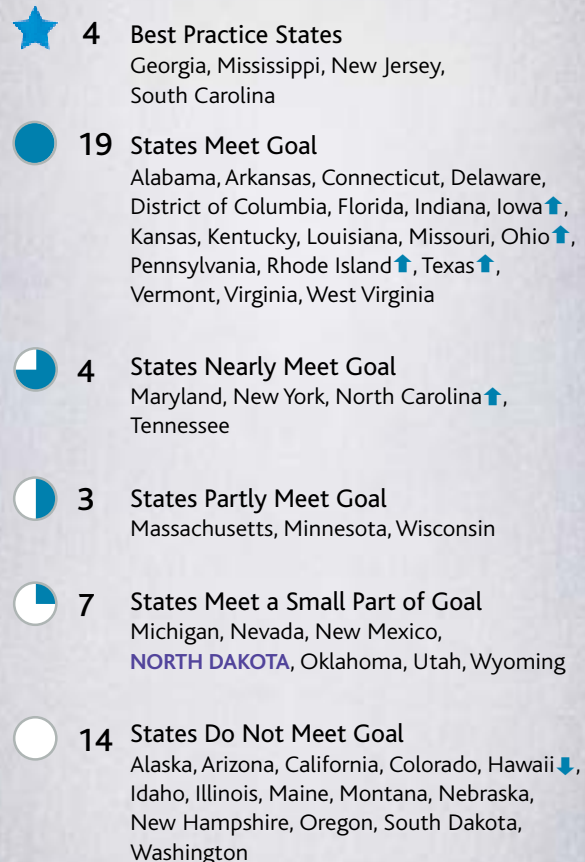 4 Best Practice States
Georgia, Mississippi, New Jersey,
South Carolina
19 States Meet Goal
Alabama, Arkansas, Connecticut, Delaware,
District of Columbia, Florida, Indiana, Iowa⬆,
Kansas, Kentucky, Louisiana, Missouri, Ohio⬆,
Pennsylvania, Rhode Island⬆, Texas⬆,
Vermont, Virginia, West Virginia
4 States Nearly Meet Goal
Maryland, New York, North Carolina⬆,
Tennessee
3 States Partly Meet Goal
Massachusetts, Minnesota, Wisconsin
7 States Meet a Small Part of Goal
Michigan, Nevada, New Mexico,
NORTH DAKOTA, Oklahoma, Utah, Wyoming
14 States Do Not Meet Goal
Alaska, Arizona, California, Colorado, Hawaii⬇,
Idaho, Illinois, Maine, Montana, Nebraska,
New Hampshire, Oregon, South Dakota,
Washington